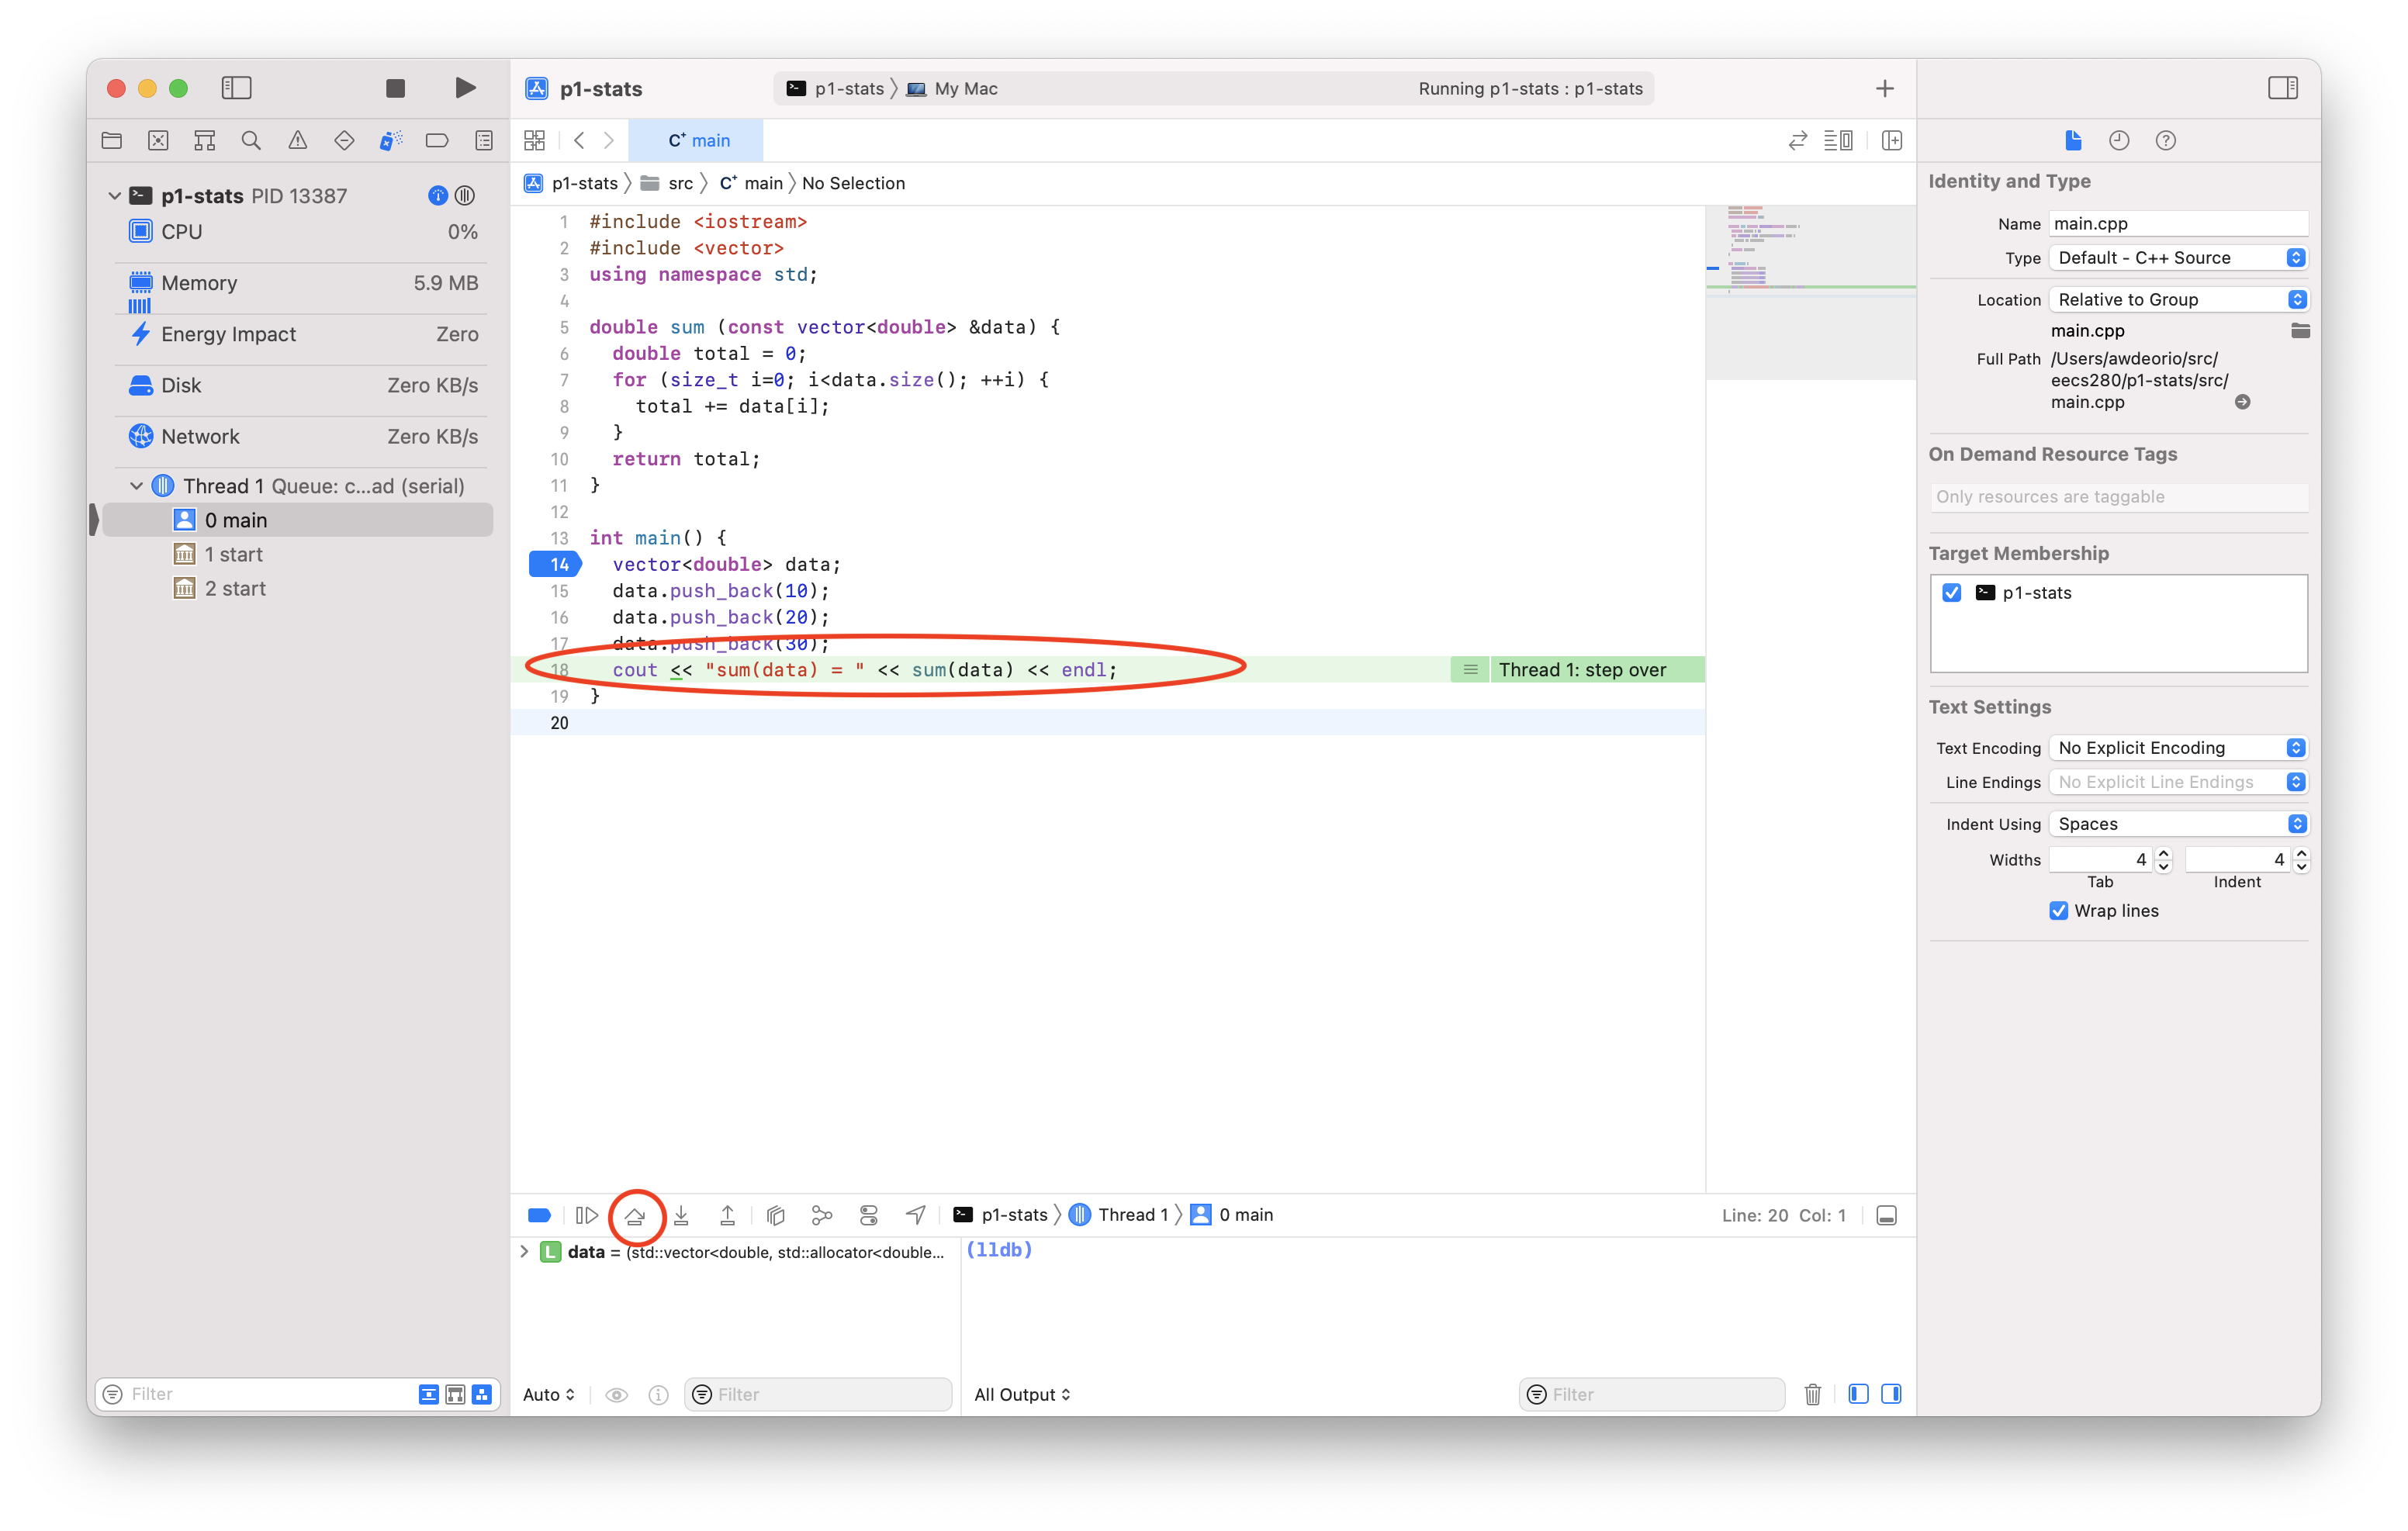 p1-stats
p1-stats My Mac
Running p1-stats : p1-stats
main
p1-stats src main No Selection
p1-stats PID 13387
CPU 0%
Memory 5.9 MB
Energy Impact Zero
Disk Zero KB/s
Network Zero KB/s
Thread 1 Queue: c...ad (serial)
0 main
1 start
2 start
Filter
1 #include <iostream>
2 #include <vector>
3 using namespace std;
4
5 double sum (const vector<double> &data) {
6   double total = 0;
7   for (size_t i=0; i<data.size(); ++i) {
8     total += data[i];
9   }
10   return total;
11 }
12
13 int main() {
14   vector<double> data;
15   data.push_back(10);
16   data.push_back(20);
17   data.push_back(30);
18   cout << "sum(data) = " << sum(data) << endl; Thread 1: step over
19 }
20
p1-stats Thread 1 0 main
Line: 20 Col: 1
L data = (std::vector<double, std::allocator<double...
(lldb)
Auto
Filter
All Output
Filter
Identity and Type
Name main.cpp
Type Default - C++ Source
Location Relative to Group
main.cpp
Full Path /Users/awdeorio/src/
eecs280/p1-stats/src/
main.cpp
On Demand Resource Tags
Only resources are taggable
Target Membership
p1-stats
Text Settings
Text Encoding No Explicit Encoding
Line Endings No Explicit Line Endings
Indent Using Spaces
Widths 4 4
Tab Indent
Wrap lines